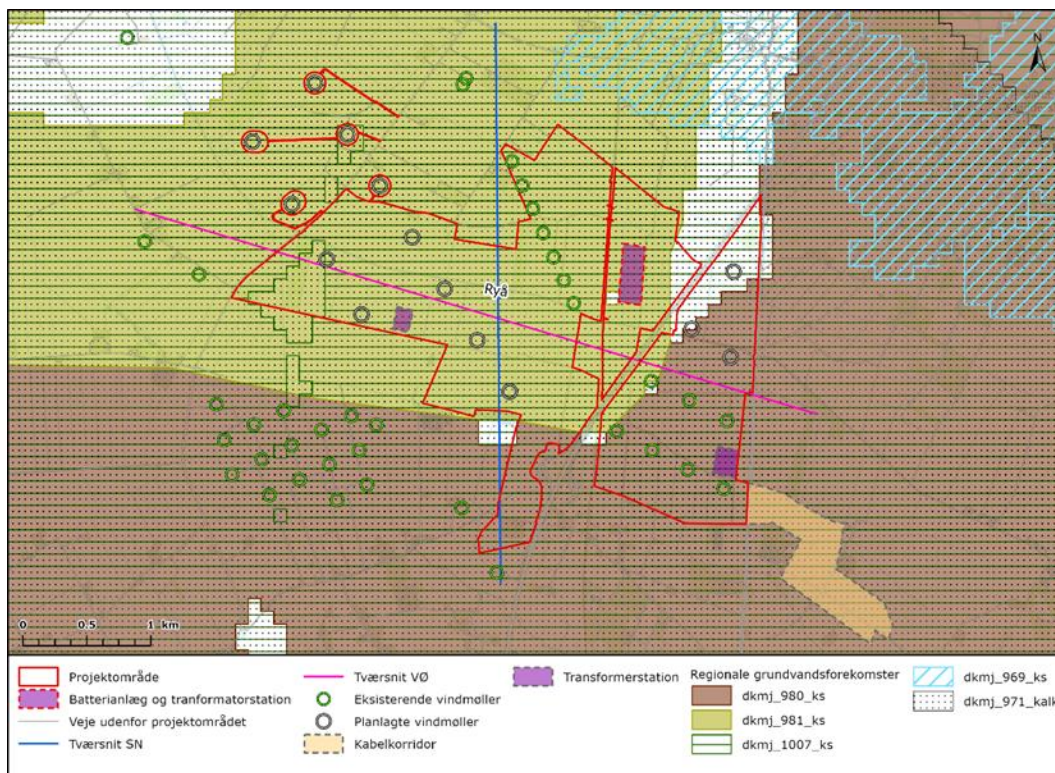 N
Ryå
0 0.5 1 km
Projektområde
Batterianlæg og tranformatorstation
Veje udenfor projektområdet
Tværsnit SN
Tværsnit VØ
Eksisterende vindmøller
Planlagte vindmøller
Kabelkorridor
Transformerstation
Regionale grundvandsforekomster
dkmj_980_ks
dkmj_981_ks
dkmj_1007_ks
dkmj_969_ks
dkmj_971_kalk